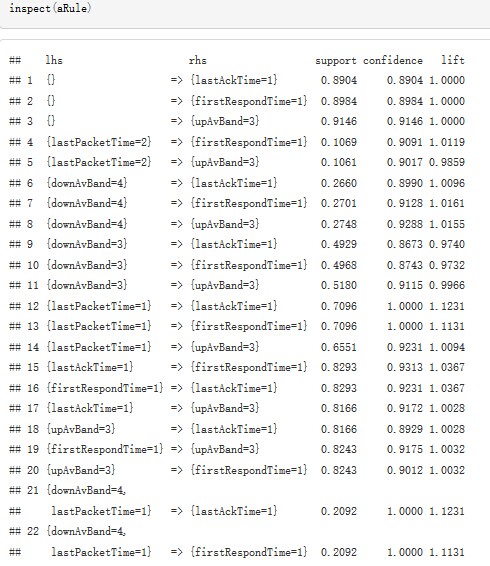 inspect(aRule)
##    lhs                      rhs                  support confidence   lift
## 1  {}                    => {lastAckTime=1}       0.8904     0.8904 1.0000
## 2  {}                    => {firstRespondTime=1}  0.8984     0.8984 1.0000
## 3  {}                    => {upAvBand=3}          0.9146     0.9146 1.0000
## 4  {lastPacketTime=2}    => {firstRespondTime=1}  0.1069     0.9091 1.0119
## 5  {lastPacketTime=2}    => {upAvBand=3}          0.1061     0.9017 0.9859
## 6  {downAvBand=4}        => {lastAckTime=1}       0.2660     0.8990 1.0096
## 7  {downAvBand=4}        => {firstRespondTime=1}  0.2701     0.9128 1.0161
## 8  {downAvBand=4}        => {upAvBand=3}          0.2748     0.9288 1.0155
## 9  {downAvBand=3}        => {lastAckTime=1}       0.4929     0.8673 0.9740
## 10 {downAvBand=3}        => {firstRespondTime=1}  0.4968     0.8743 0.9732
## 11 {downAvBand=3}        => {upAvBand=3}          0.5180     0.9115 0.9966
## 12 {lastPacketTime=1}    => {lastAckTime=1}       0.7096     1.0000 1.1231
## 13 {lastPacketTime=1}    => {firstRespondTime=1}  0.7096     1.0000 1.1131
## 14 {lastPacketTime=1}    => {upAvBand=3}          0.6551     0.9231 1.0094
## 15 {lastAckTime=1}       => {firstRespondTime=1}  0.8293     0.9313 1.0367
## 16 {firstRespondTime=1}  => {lastAckTime=1}       0.8293     0.9231 1.0367
## 17 {lastAckTime=1}       => {upAvBand=3}          0.8166     0.9172 1.0028
## 18 {upAvBand=3}          => {lastAckTime=1}       0.8166     0.8929 1.0028
## 19 {firstRespondTime=1}  => {upAvBand=3}          0.8243     0.9175 1.0032
## 20 {upAvBand=3}          => {firstRespondTime=1}  0.8243     0.9012 1.0032
## 21 {downAvBand=4,
##     lastPacketTime=1}    => {lastAckTime=1}       0.2092     1.0000 1.1231
## 22 {downAvBand=4,
##     lastPacketTime=1}    => {firstRespondTime=1}  0.2092     1.0000 1.1131